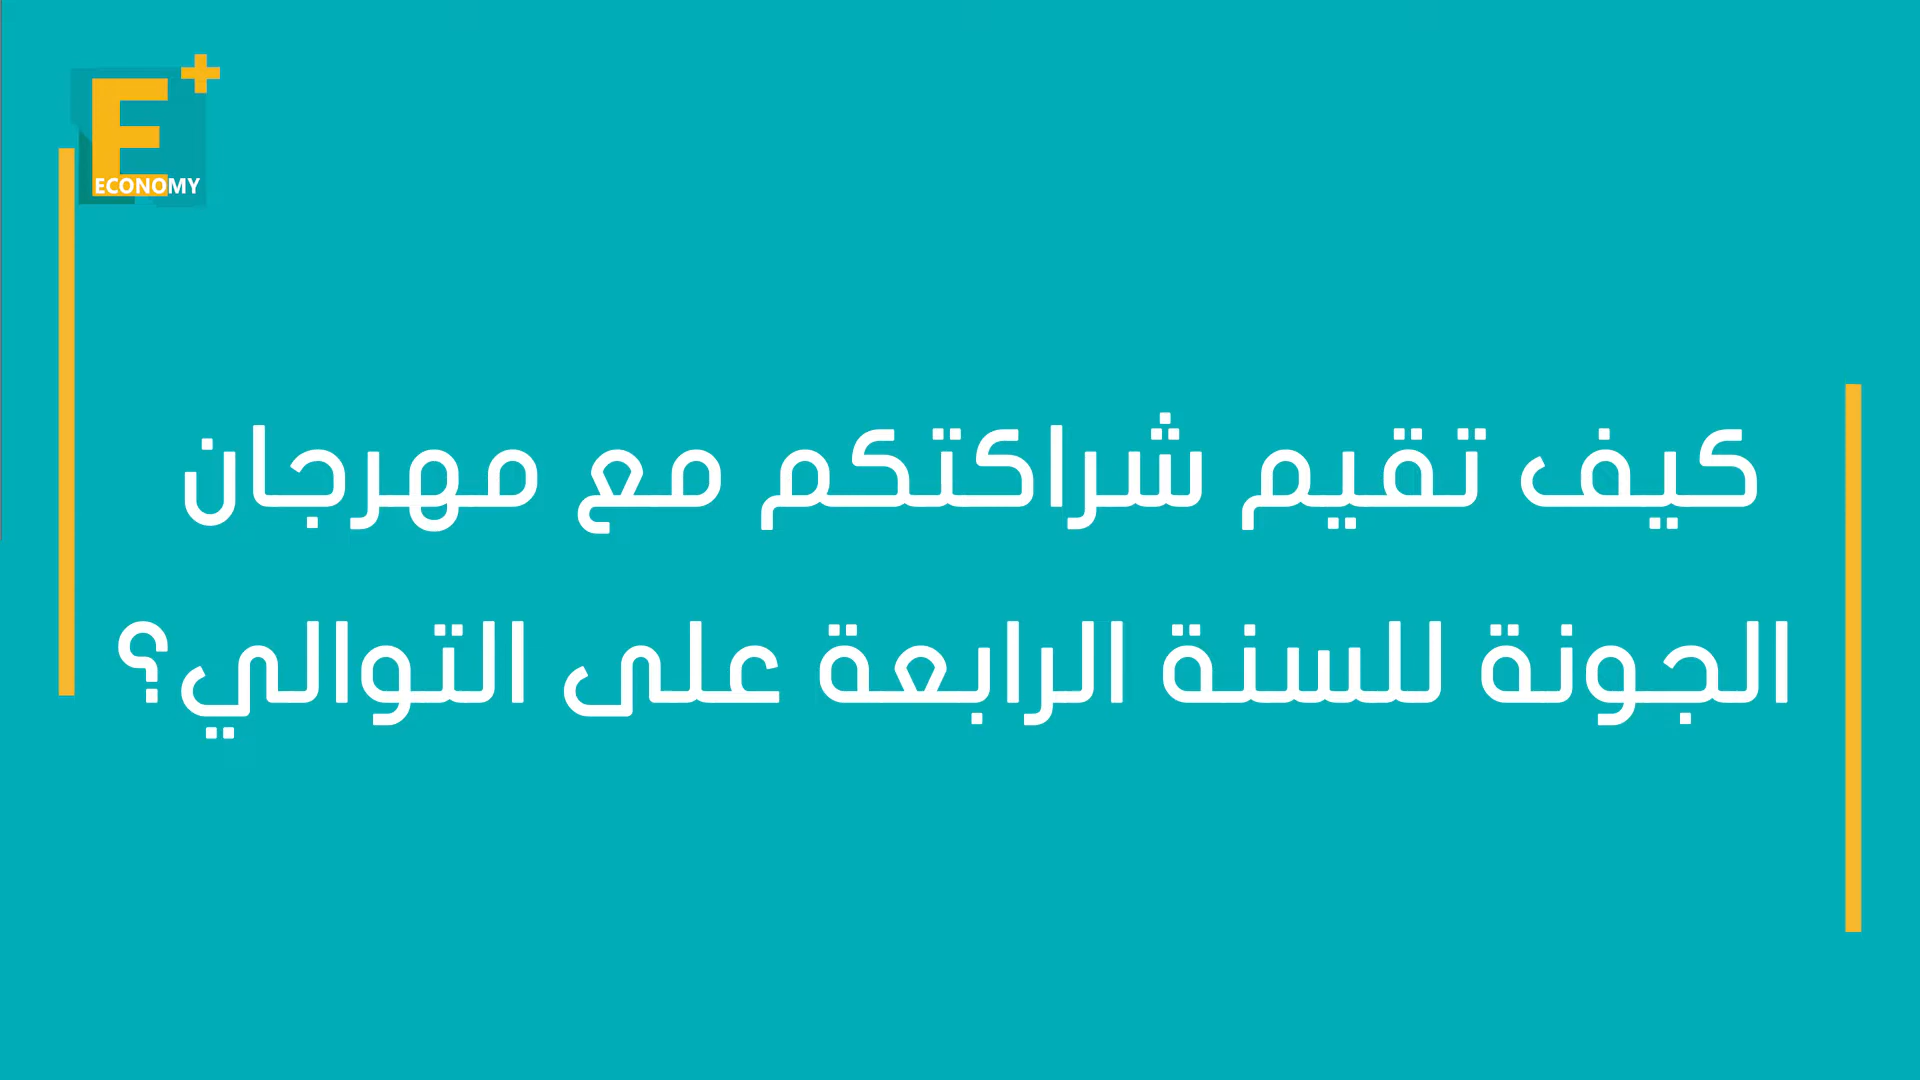 E+
ECONOMY
كيف تقيم شراكتكم مع مهرجان
الجونة للسنة الرابعة على التوالي؟